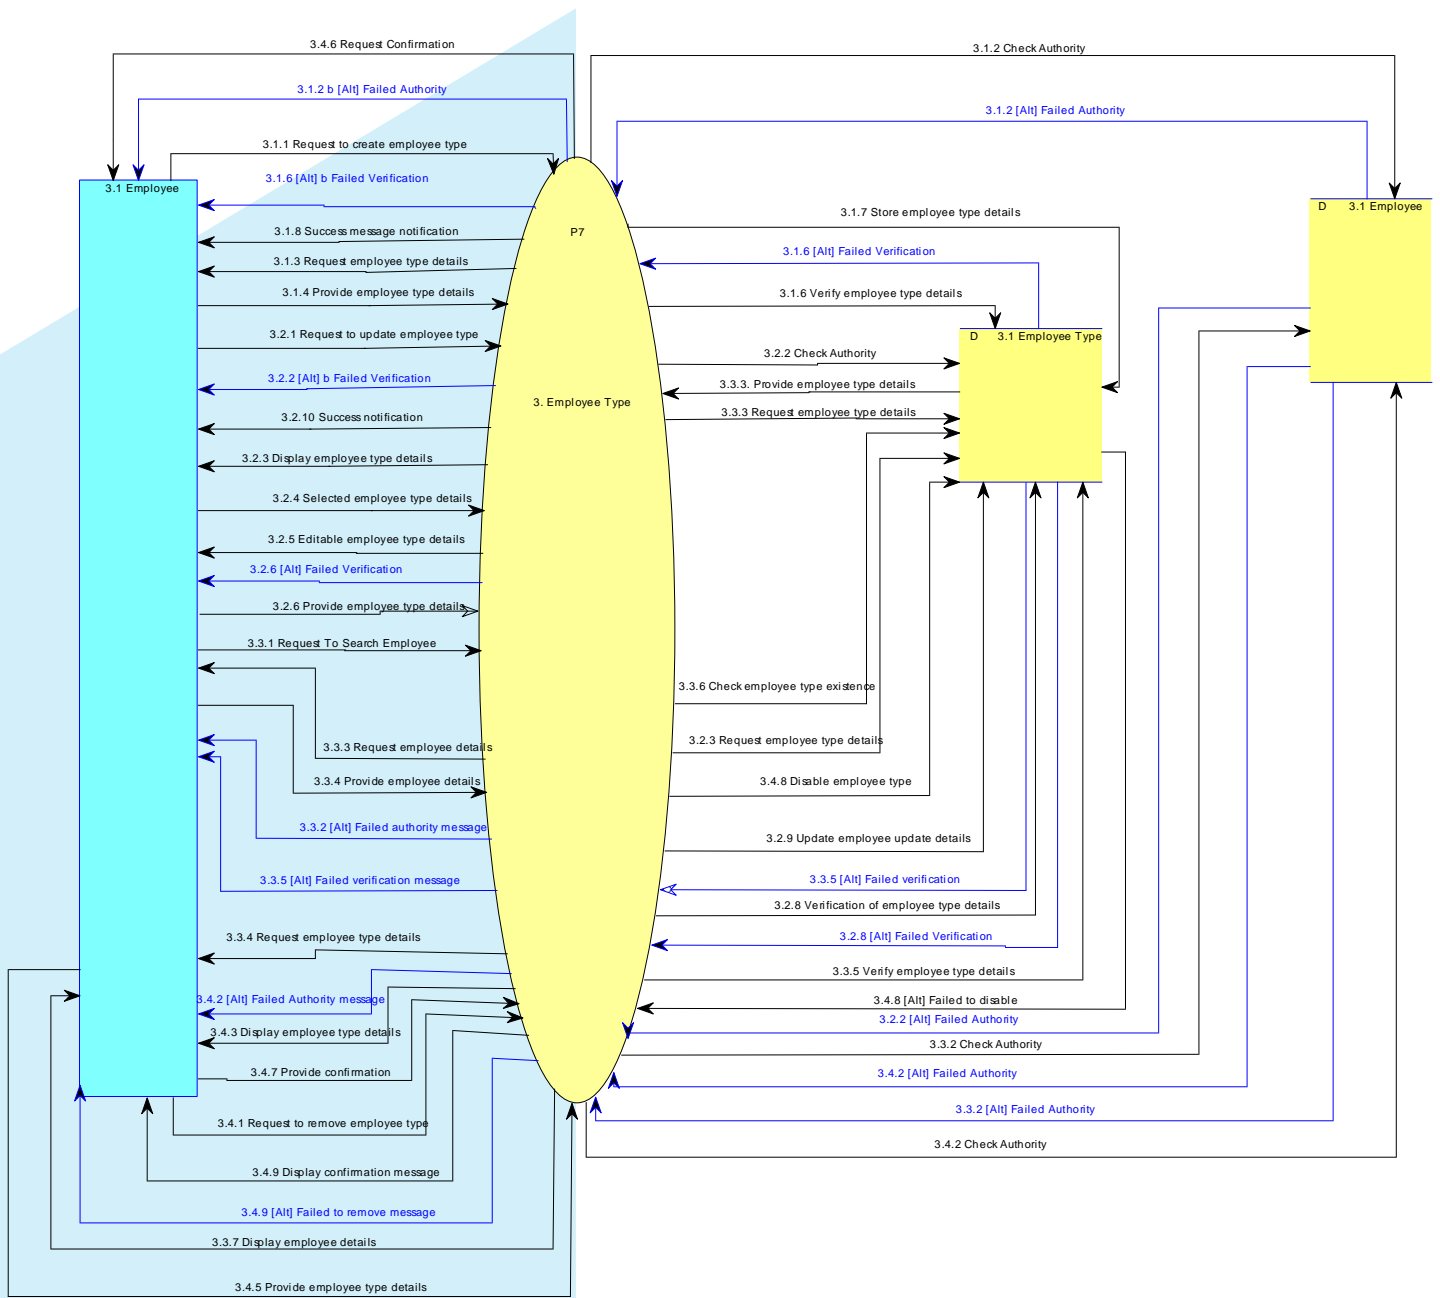 3.4.6 Request Confirmation
3.1.2 Check Authority
3.1.2 b [Alt] Failed Authority
3.1.2 [Alt] Failed Authority
3.1.1 Request to create employee type
3.1.6 [Alt] b Failed Verification
3.1 Employee
D 3.1 Employee
3.1.7 Store employee type details
3.1.8 Success message notification
P7
3.1.6 [Alt] Failed Verification
3.1.3 Request employee type details
3.1.4 Provide employee type details
3.1.6 Verify employee type details
3.2.1 Request to update employee type
D 3.1 Employee Type
3.2.2 Check Authority
3.2.2 [Alt] b Failed Verification
3.3.3. Provide employee type details
3. Employee Type
3.2.10 Success notification
3.3.3 Request employee type details
3.2.3 Display employee type details
3.2.4 Selected employee type details
3.2.5 Editable employee type details
3.2.6 [Alt] Failed Verification
3.2.6 Provide employee type details
3.3.1 Request To Search Employee
3.3.6 Check employee type existence
3.3.3 Request employee details
3.2.3 Request employee type details
3.3.4 Provide employee details
3.4.8 Disable employee type
3.3.2 [Alt] Failed authority message
3.2.9 Update employee update details
3.3.5 [Alt] Failed verification message
3.3.5 [Alt] Failed verification
3.2.8 Verification of employee type details
3.3.4 Request employee type details
3.2.8 [Alt] Failed Verification
3.3.5 Verify employee type details
3.4.2 [Alt] Failed Authority message
3.4.8 [Alt] Failed to disable
3.2.2 [Alt] Failed Authority
3.4.3 Display employee type details
3.3.2 Check Authority
3.4.7 Provide confirmation
3.4.2 [Alt] Failed Authority
3.3.2 [Alt] Failed Authority
3.4.1 Request to remove employee type
3.4.2 Check Authority
3.4.9 Display confirmation message
3.4.9 [Alt] Failed to remove message
3.3.7 Display employee details
3.4.5 Provide employee type details